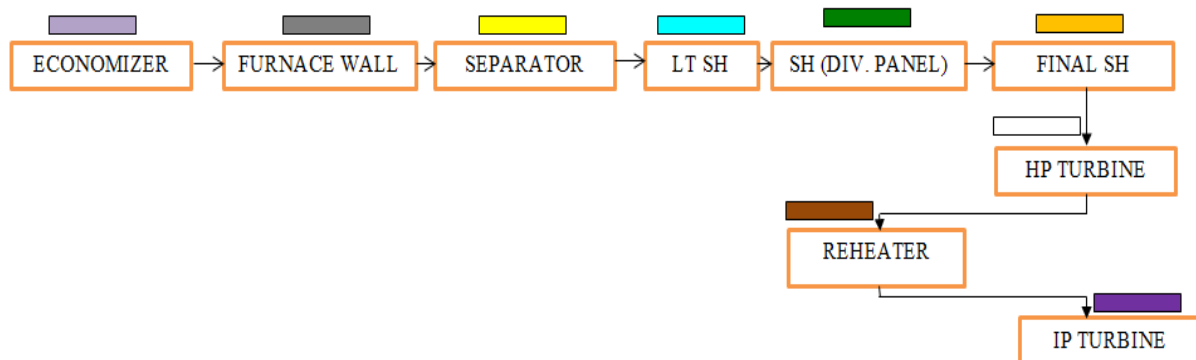 ECONOMIZER
FURNACE WALL
SEPARATOR
LT SH
SH (DIV. PANEL)
FINAL SH
HP TURBINE
REHEATER
IP TURBINE